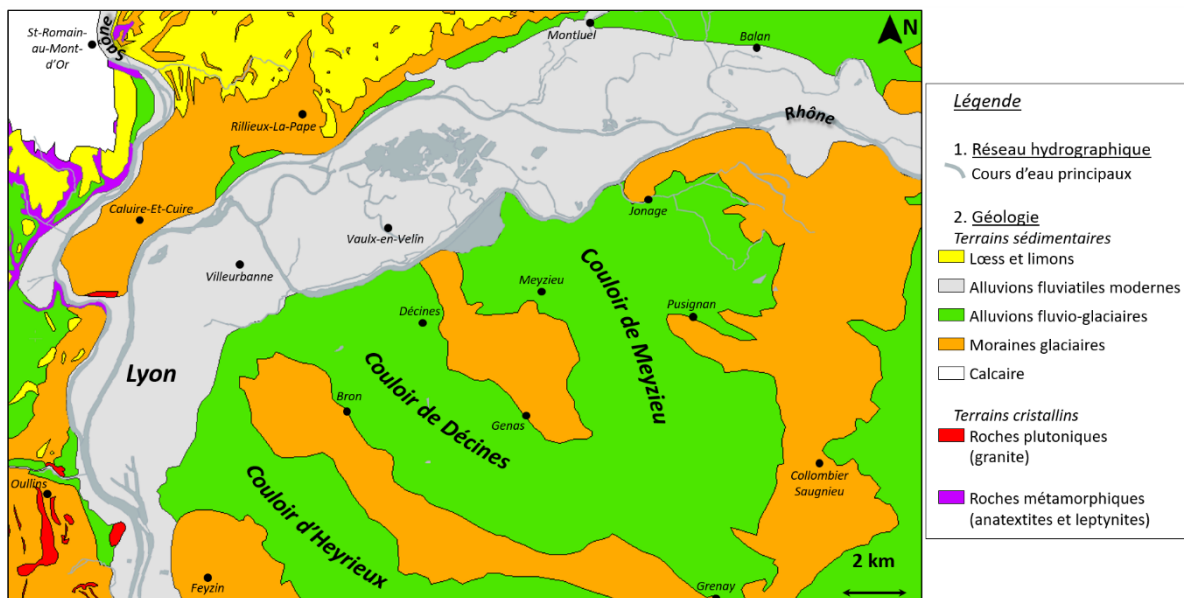 St-Romain-
au-Mont-
d'Or
Saône
Montluel
Balan
N
Rhône
Rillieux-La-Pape
Caluire-Et-Cuire
Jonage
Vaulx-en-Velin
Villeurbanne
Meyzieu
Couloir de Meyzieu
Pusignan
Décines
Lyon
Bron
Couloir de Décines
Genas
Collombier
Saugnieu
Oullins
Couloir d'Heyrieux
Feyzin
Grenay
2 km
Légende
1. Réseau hydrographique
Cours d'eau principaux
2. Géologie
Terrains sédimentaires
Lœss et limons
Alluvions fluviatiles modernes
Alluvions fluvio-glaciaires
Moraines glaciaires
Calcaire
Terrains cristallins
Roches plutoniques
(granite)
Roches métamorphiques
(anatextites et leptynites)